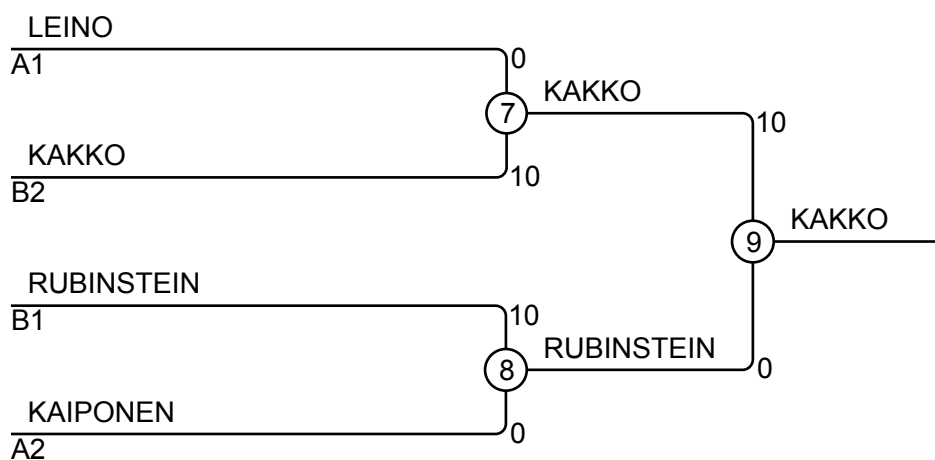 LEINO
A1
0
7
KAKKO
10
KAKKO
B2
10
9
KAKKO
RUBINSTEIN
B1
10
8
RUBINSTEIN
0
KAIPONEN
A2
0